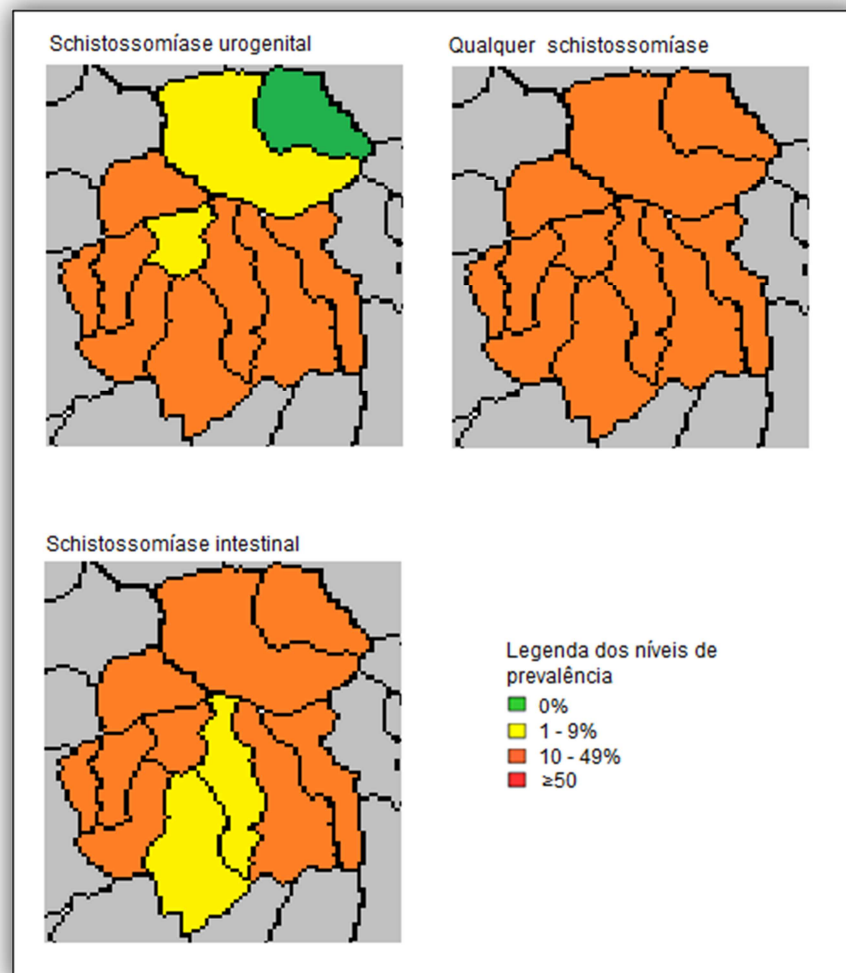 Schistossomíase urogenital
Qualquer schistossomíase
Schistossomíase intestinal
Legenda dos níveis de
prevalência
0%
1 - 9%
10 - 49%
≥50